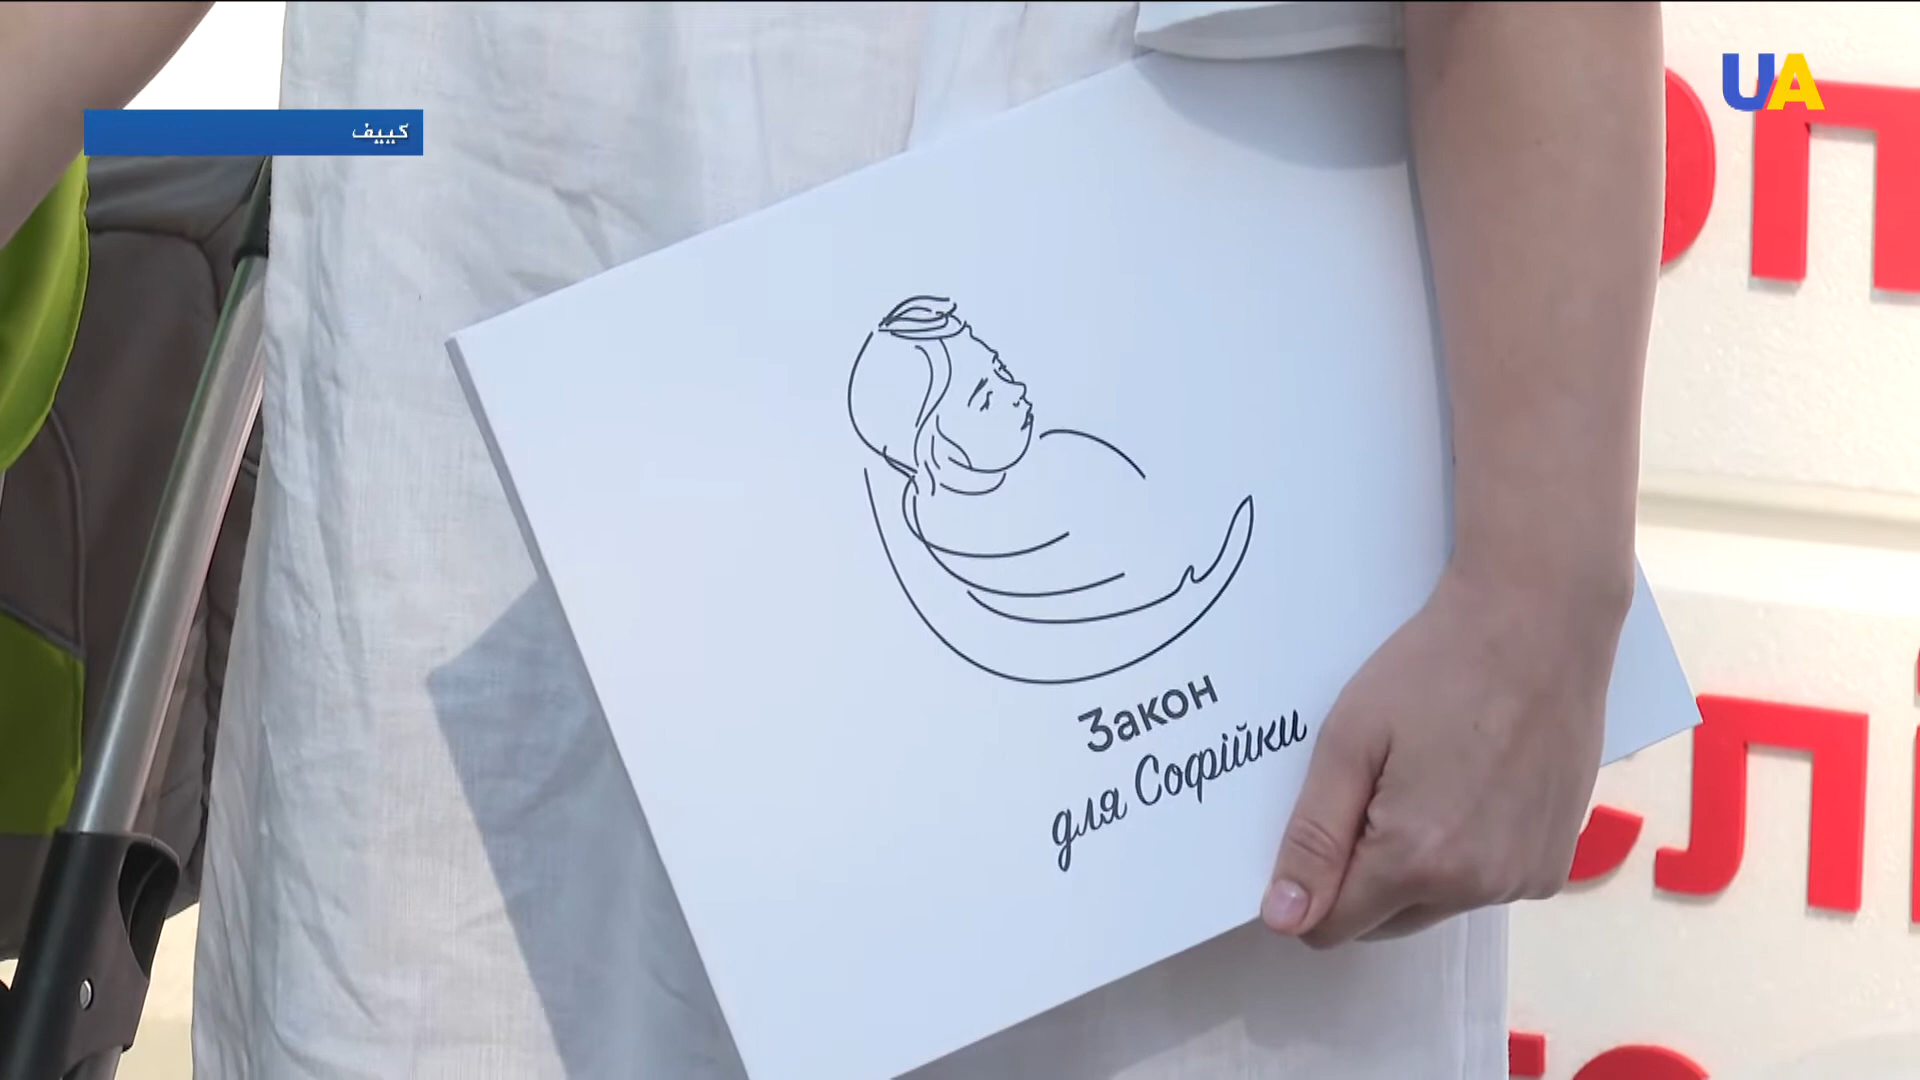 كييف
UA
Закон
для Софійки